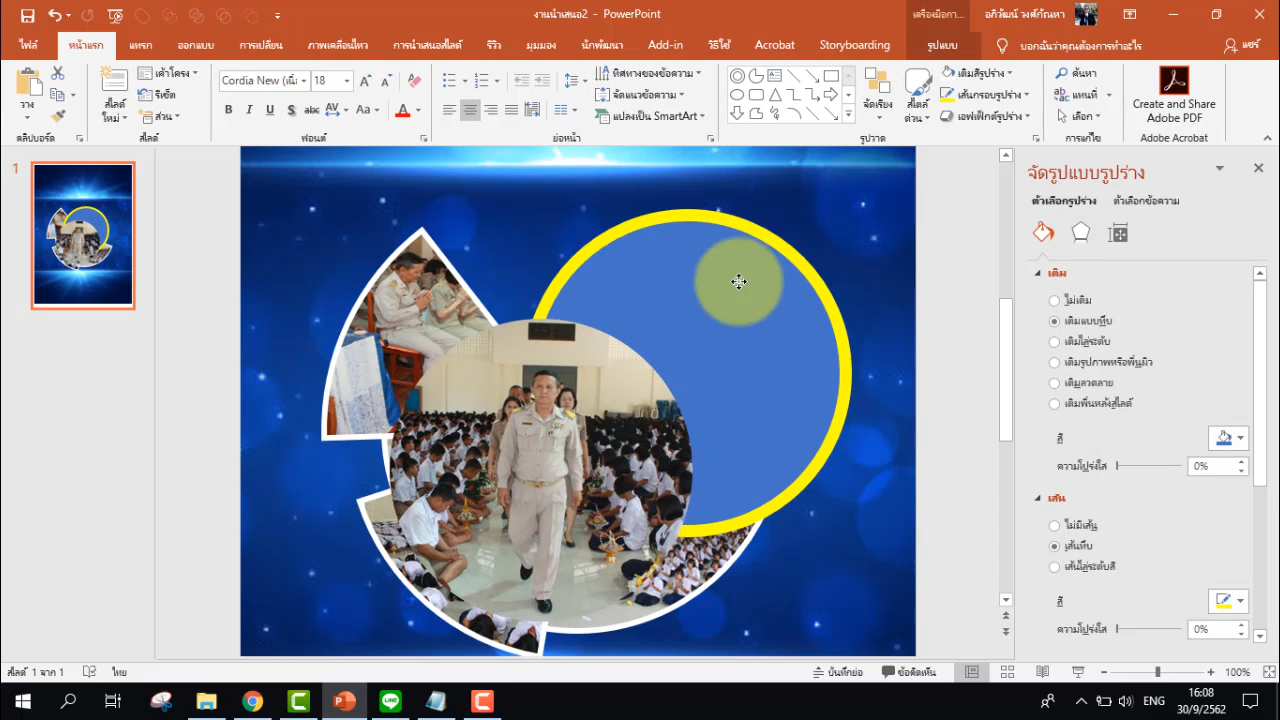 งานนำเสนอ2 - PowerPoint
เครื่องมือกา...
อภิวัฒน์ วงศ์กัณหา
ไฟล์
หน้าแรก
แทรก
ออกแบบ
การเปลี่ยน
ภาพเคลื่อนไหว
การนำเสนอสไลด์
รีวิว
มุมมอง
นักพัฒนา
Add-in
วิธีใช้
Acrobat
Storyboarding
รูปแบบ
บอกฉันว่าคุณต้องการทำอะไร
แชร์
วาง
คลิปบอร์ด
สไลด์ใหม่
เค้าโครง
รีเซ็ต
ส่วน
สไลด์
Cordia New (เนื้อ
18
B I U S abc AV Aa A
ฟอนต์
ทิศทางของข้อความ
จัดแนวข้อความ
แปลงเป็น SmartArt
ย่อหน้า
จัดเรียง
สไตล์ด่วน
เติมสีรูปร่าง
เส้นกรอบรูปร่าง
เอฟเฟ็กต์รูปร่าง
รูปวาด
ค้นหา
แทนที่
เลือก
การแก้ไข
Create and Share
Adobe PDF
Adobe Acrobat
1
จัดรูปแบบรูปร่าง
ตัวเลือกรูปร่าง ตัวเลือกข้อความ
เติม
ไม่เติม
เติมแบบทึบ
เติมไล่ระดับ
เติมรูปภาพหรือพื้นผิว
เติมลวดลาย
เติมพื้นหลังสไลด์
สี
ความโปร่งใส 0%
เส้น
ไม่มีเส้น
เส้นทึบ
เส้นไล่ระดับสี
สี
ความโปร่งใส 0%
สไลด์ 1 จาก 1
ไทย
บันทึกย่อ
ข้อคิดเห็น
100%
ENG
16:08
30/9/2562